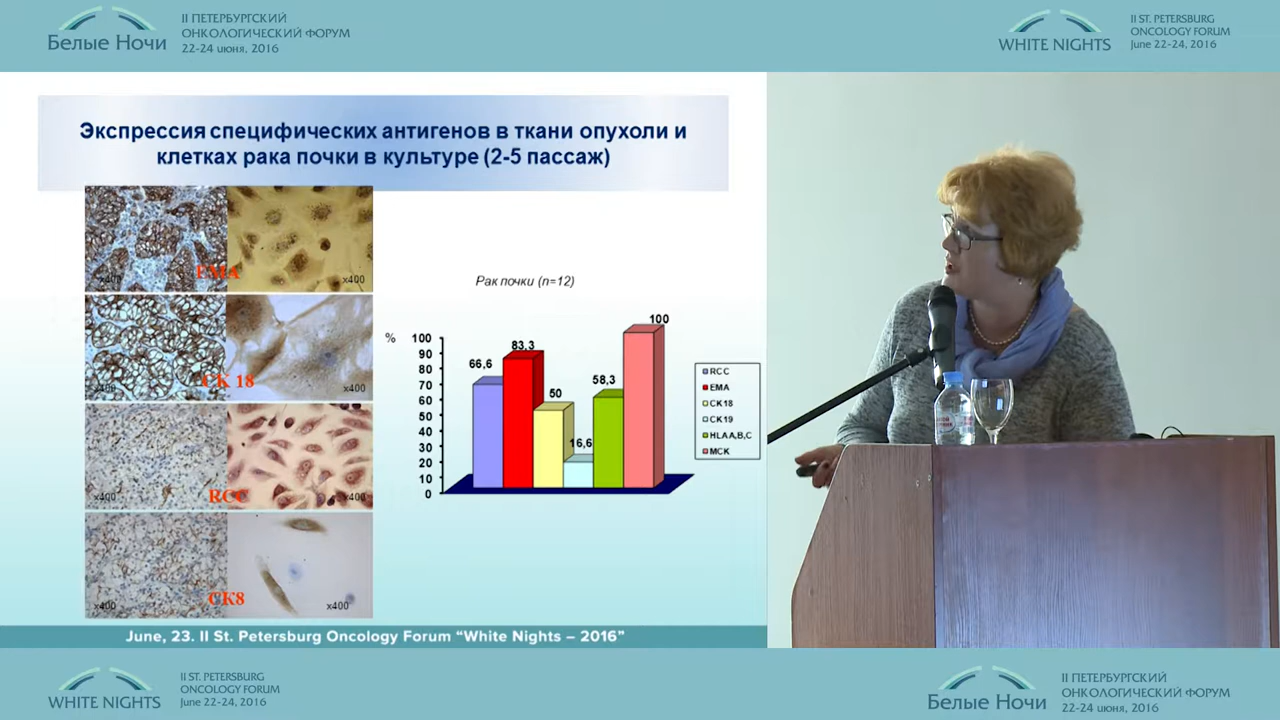 II ПЕТЕРБУРГСКИЙ
ОНКОЛОГИЧЕСКИЙ ФОРУМ
22-24 июня, 2016
Белые Ночи
II ST. PETERSBURG
ONCOLOGY FORUM
June 22-24, 2016
WHITE NIGHTS
Экспрессия специфических антигенов в ткани опухоли и
клетках рака почки в культуре (2-5 пассаж)
EMA
x400
x400
CK 18
x400
x400
RCC
x400
x400
CK8
x400
x400
Рак почки (n=12)
%
100
90
80
70
60
50
40
30
20
10
0
66,6
83,3
50
16,6
58,3
100
RCC
EMA
CK18
CK19
HLA A,B,C
МСК
June, 23. II St. Petersburg Oncology Forum “White Nights – 2016”
WHITE NIGHTS
II ST. PETERSBURG
ONCOLOGY FORUM
June 22-24, 2016
Белые Ночи
II ПЕТЕРБУРГСКИЙ
ОНКОЛОГИЧЕСКИЙ ФОРУМ
22-24 июня, 2016